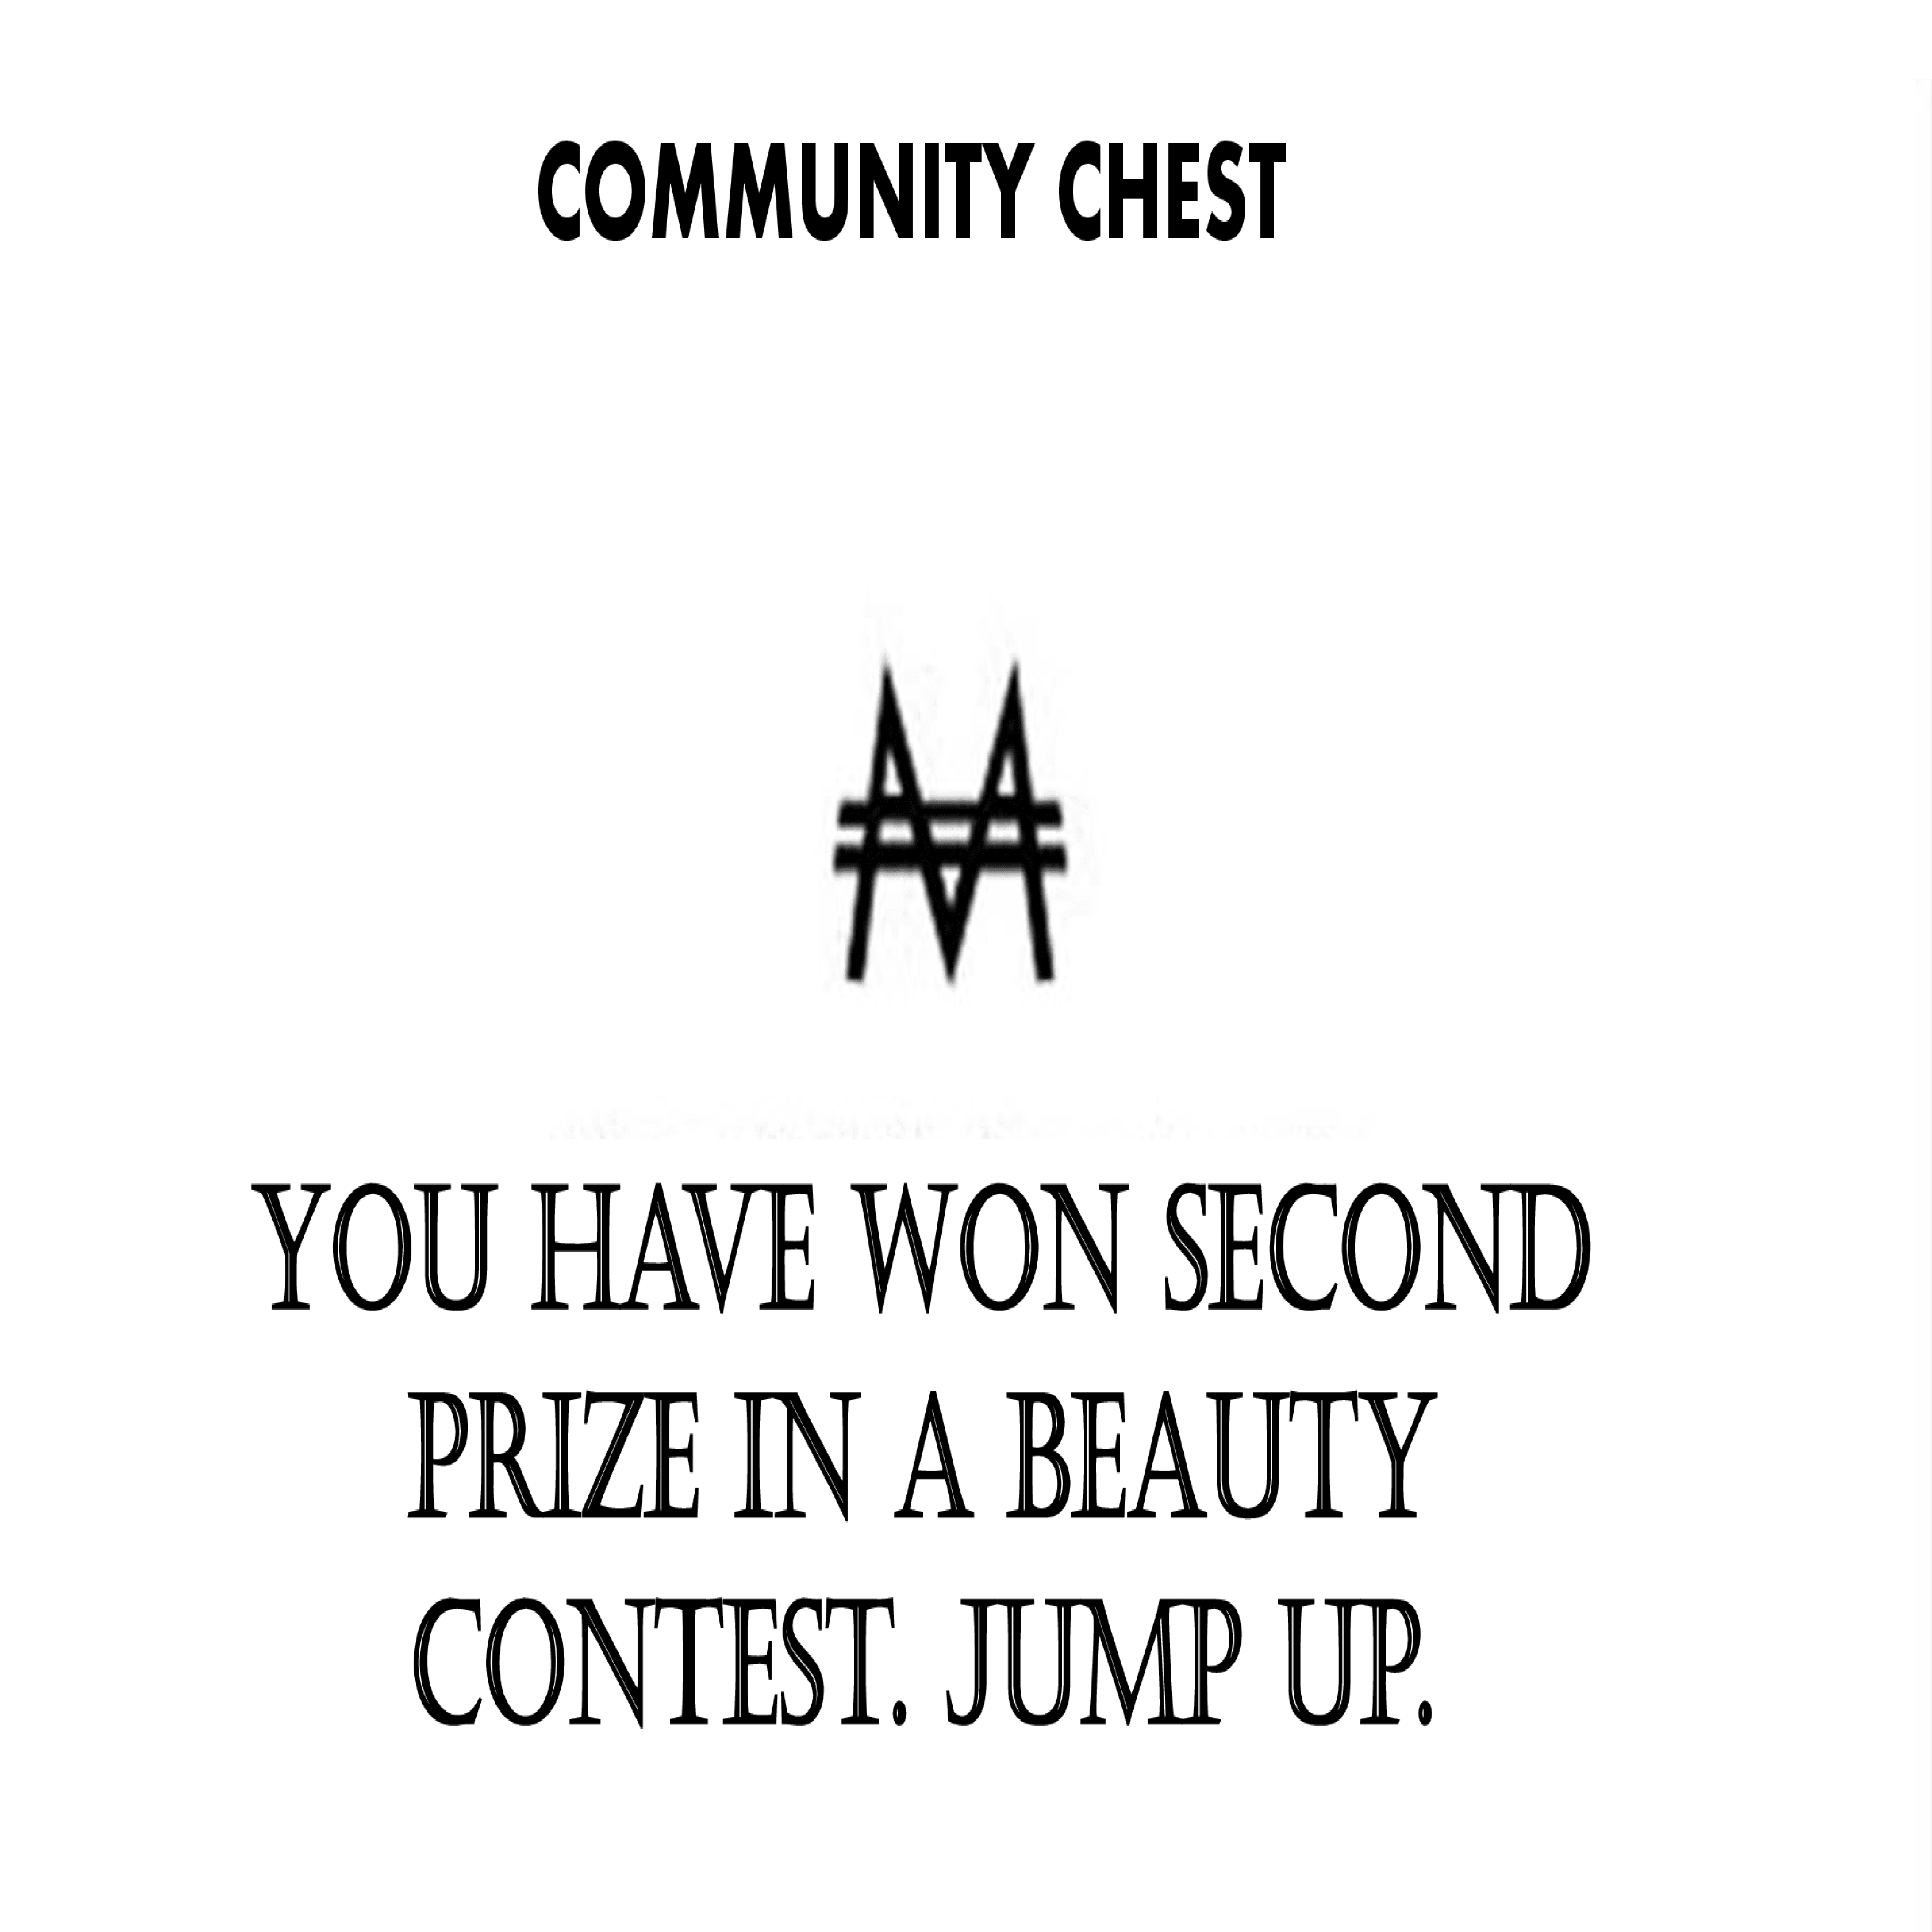 COMMUNITY CHEST
YOU HAVE WON SECOND
PRIZE IN A BEAUTY
CONTEST. JUMP UP.